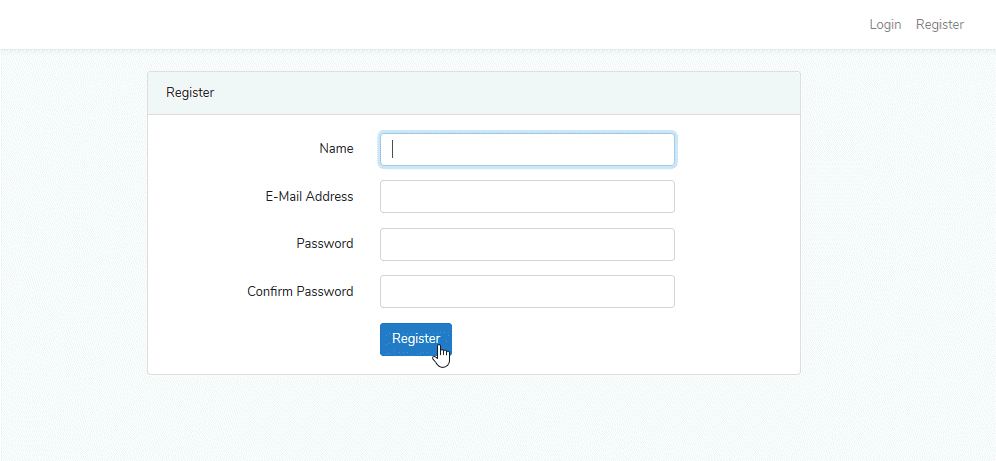 Login Register
Register
Name
E-Mail Address
Password
Confirm Password
Register